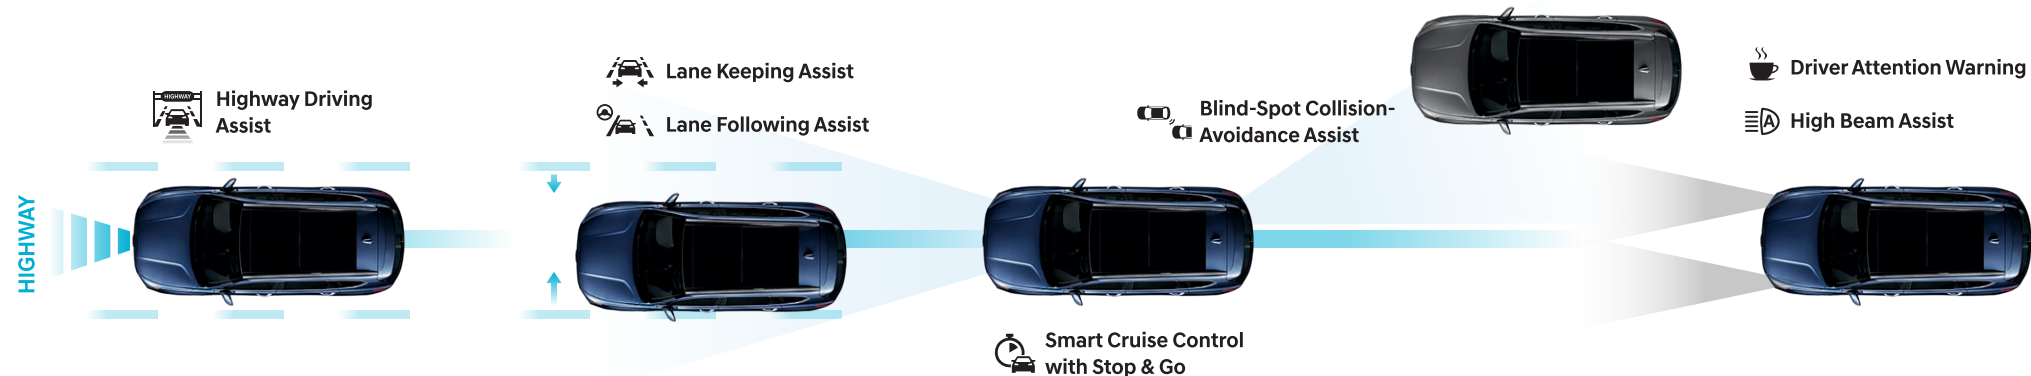 HIGHWAY
HIGHWAY
Highway Driving
Assist
Lane Keeping Assist
Lane Following Assist
Smart Cruise Control
with Stop & Go
Blind-Spot Collision-
Avoidance Assist
Driver Attention Warning
A
High Beam Assist